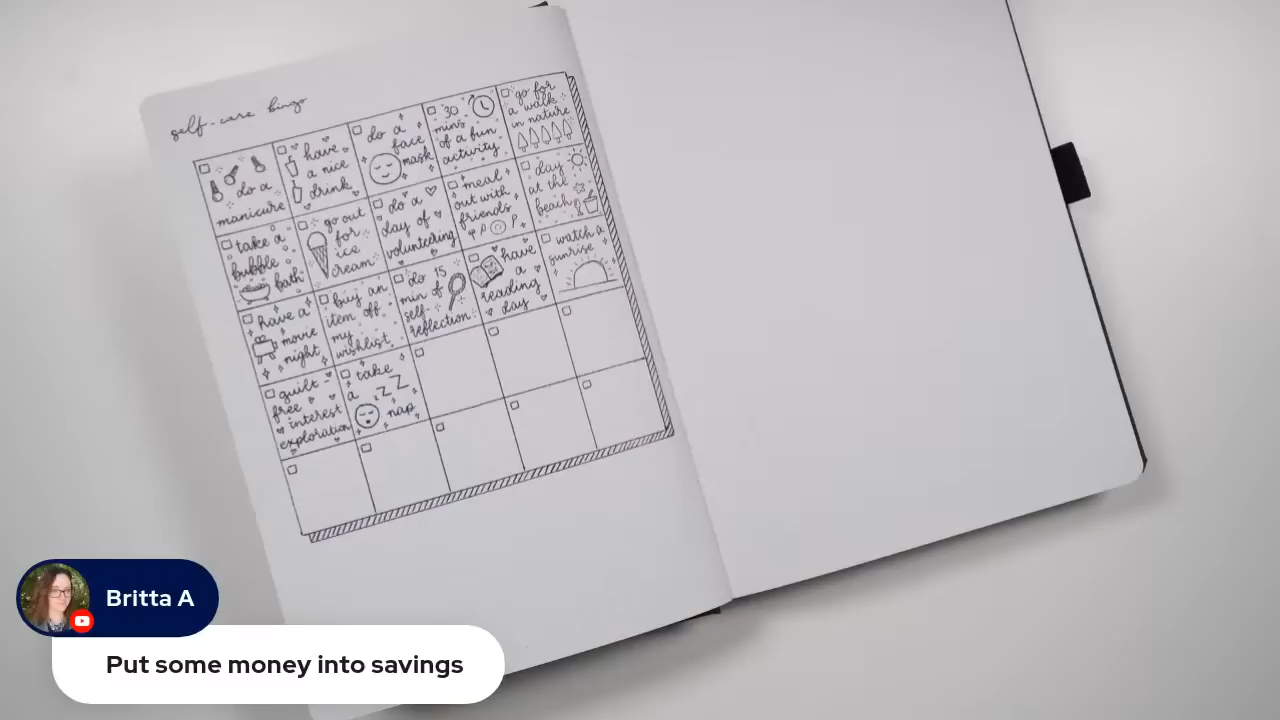 self-care bingo
do a
manicure
have
a nice
drink
do a
face
mask
30
mins
of a fun
activity
go for
a walk
in nature
take a
bubble
bath
go out
for
ice
cream
do a
day of
volunteering
meal
out with
friends
day
at the
beach
have a
movie
night
buy an
item off
my
wishlist
do 15
min of
self-
reflection
have
a
reading
day
watch a
sunrise
guilt-
free
interest
exploration
take
a
zZZ
nap
Britta A
Put some money into savings